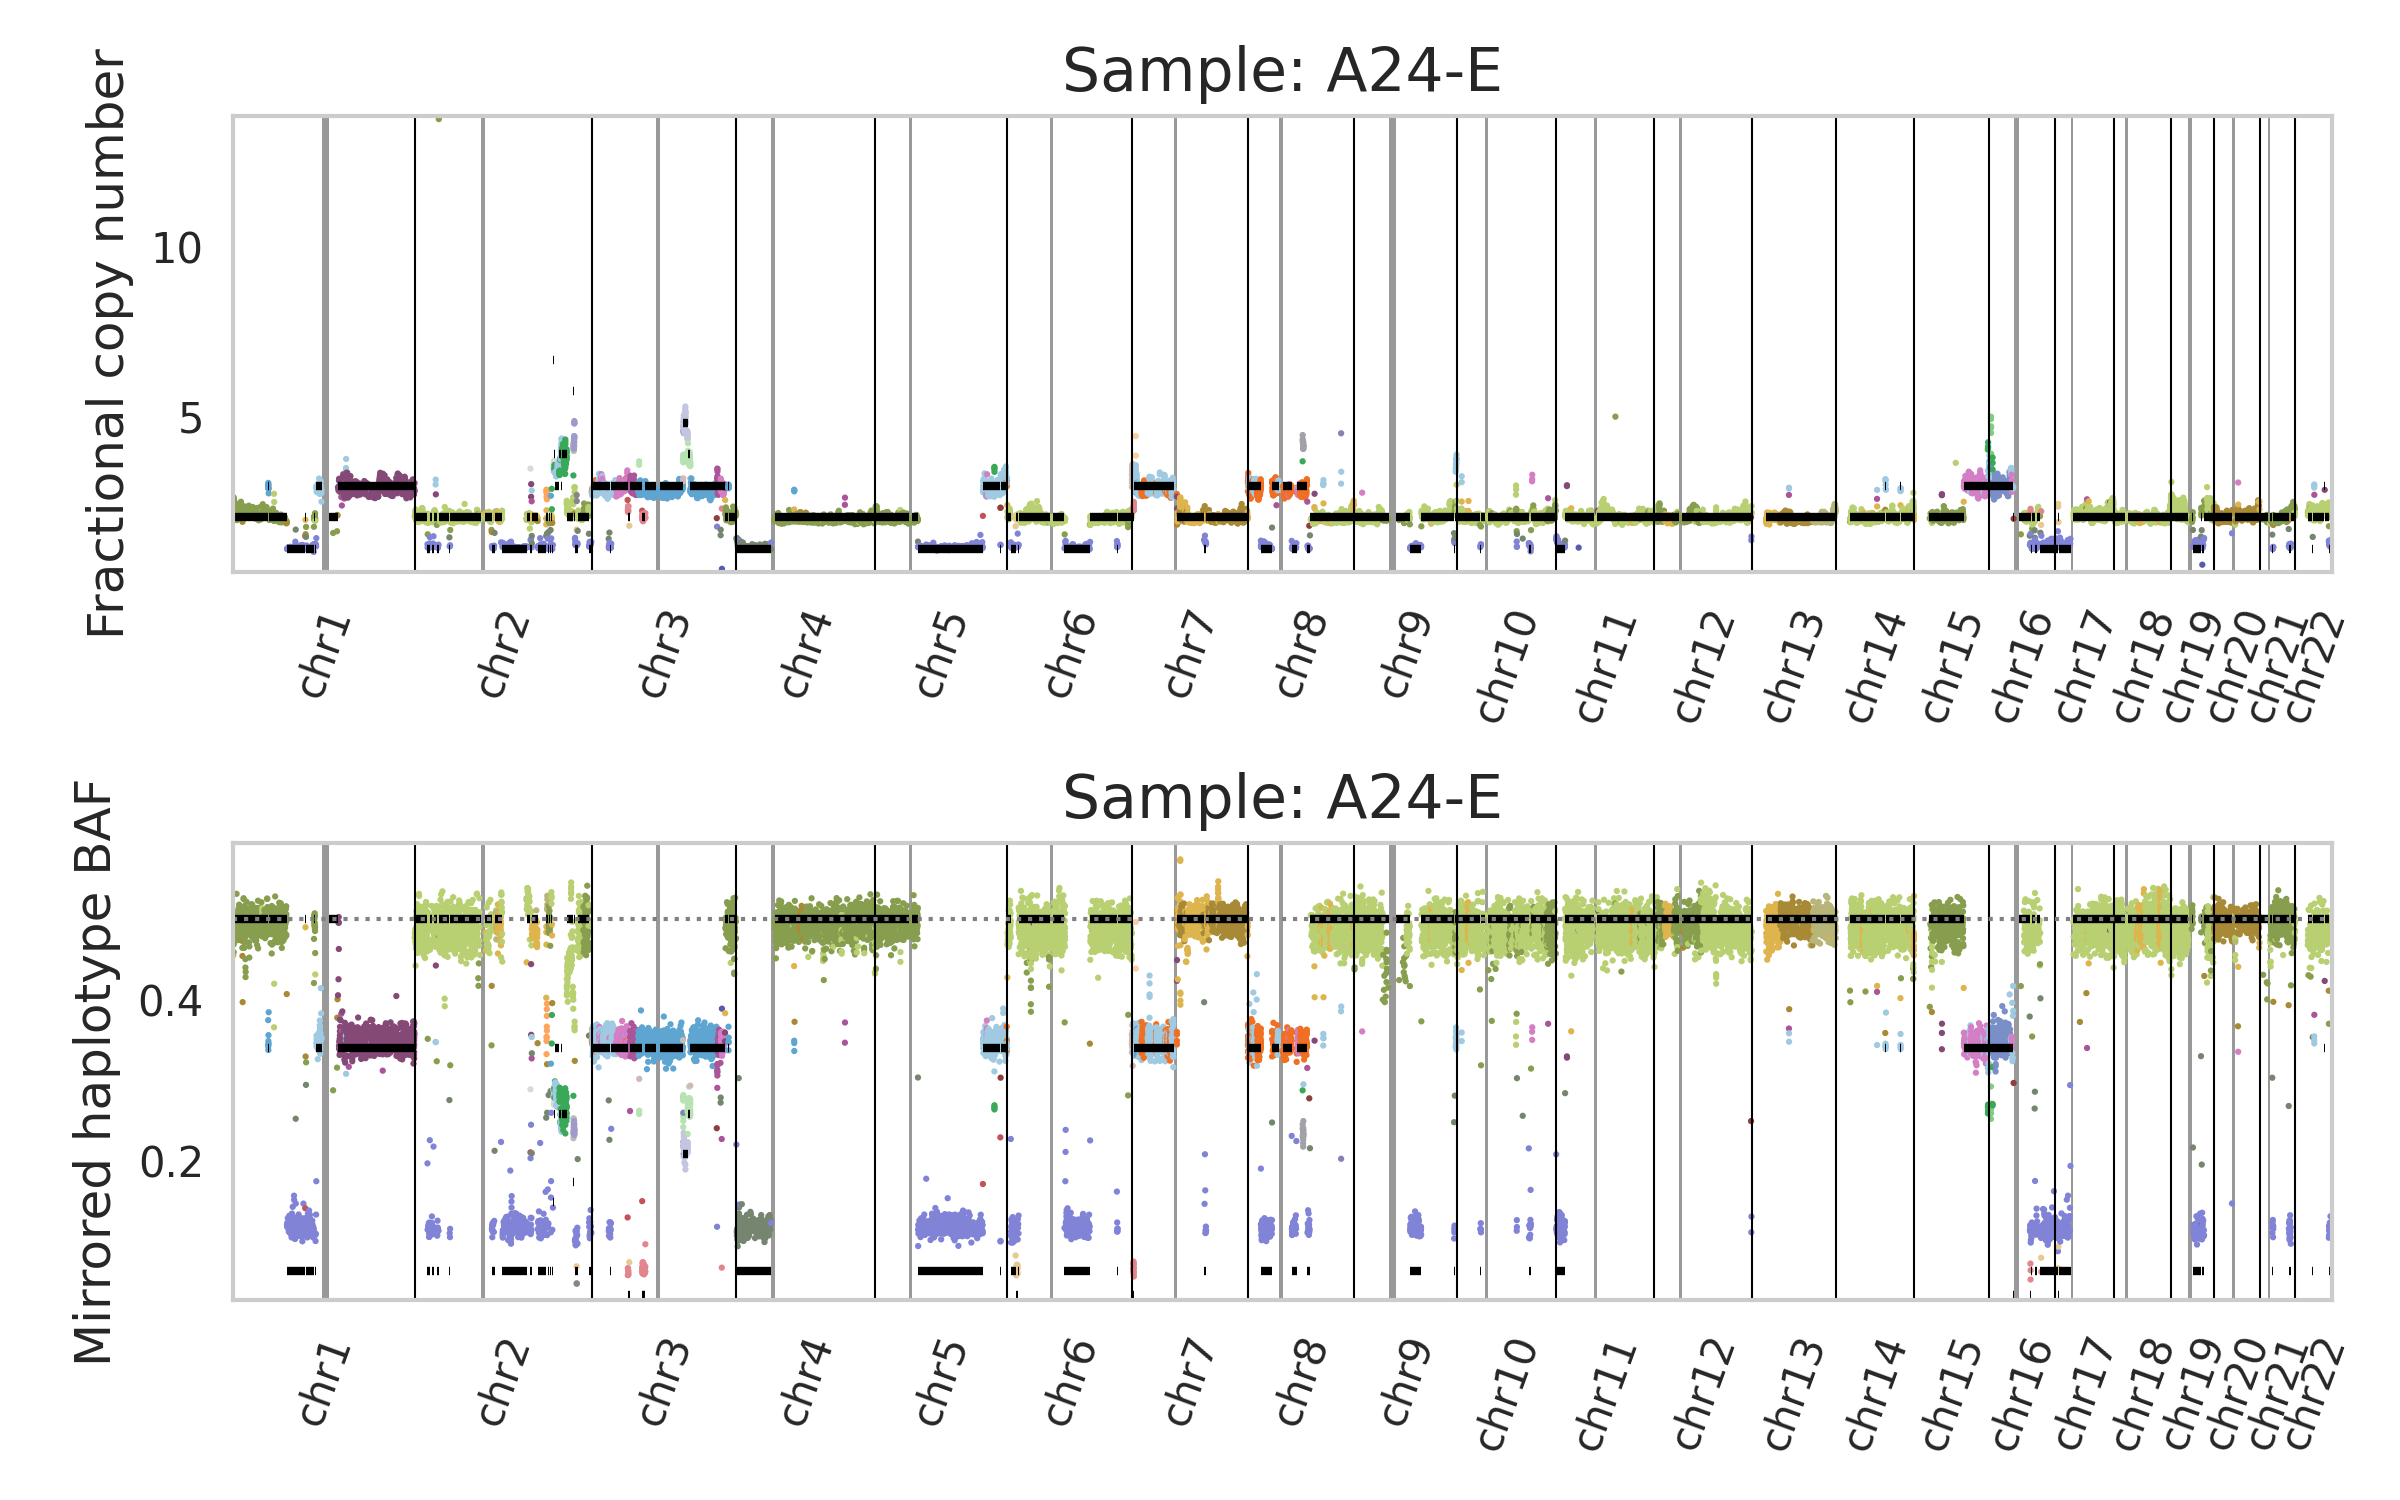 Sample: A24-E
Fractional copy number
10
5
chr1 chr2 chr3 chr4 chr5 chr6 chr7 chr8 chr9 chr10 chr11 chr12 chr13 chr14 chr15 chr16 chr17 chr18 chr19 chr20 chr21 chr22
Sample: A24-E
Mirrored haplotype BAF
0.4
0.2
chr1 chr2 chr3 chr4 chr5 chr6 chr7 chr8 chr9 chr10 chr11 chr12 chr13 chr14 chr15 chr16 chr17 chr18 chr19 chr20 chr21 chr22